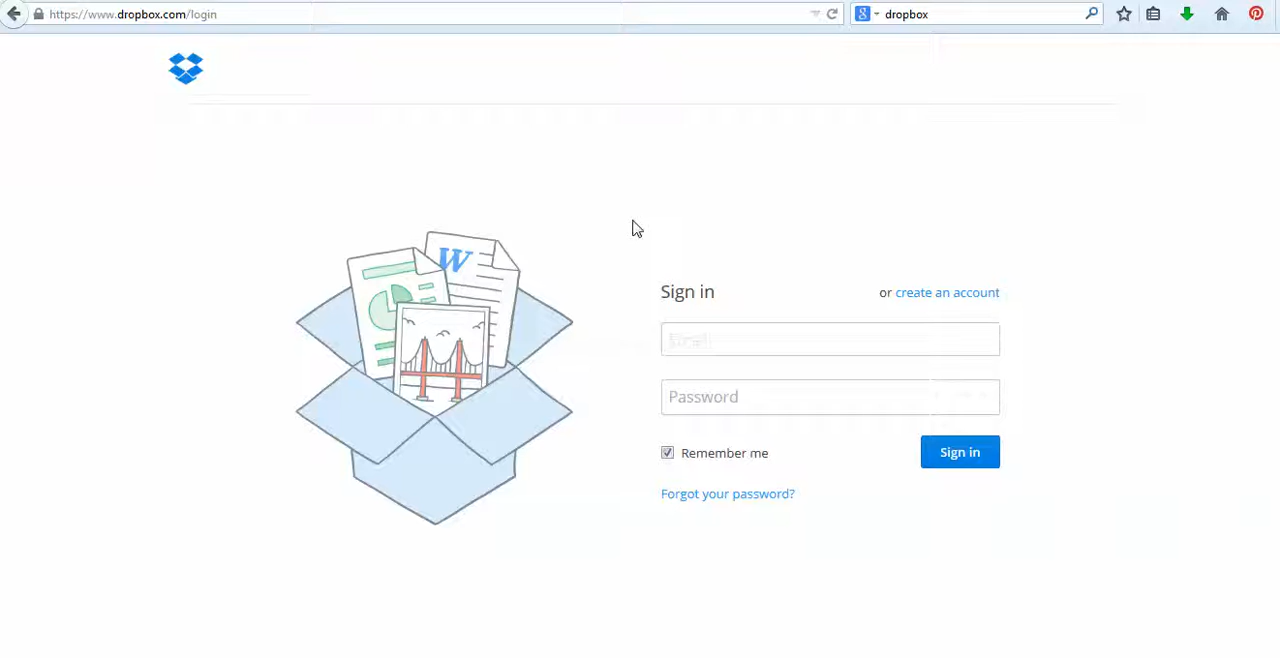 https://www.dropbox.com/login
dropbox
W
Sign in
or create an account
Email
Password
Remember me
Sign in
Forgot your password?